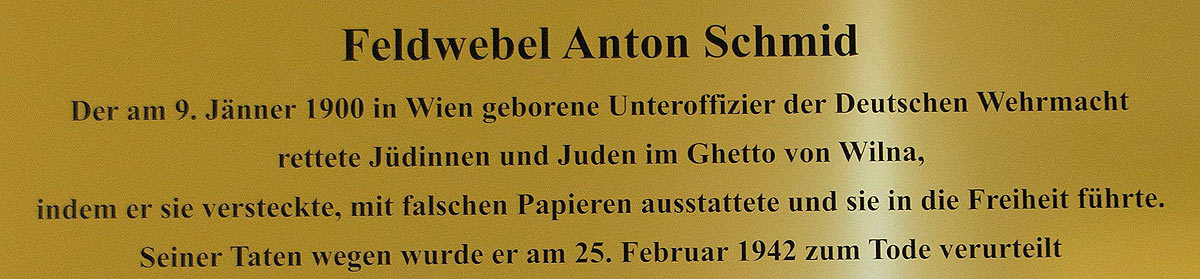 Feldwebel Anton Schmid
Der am 9. Jänner 1900 in Wien geborene Unteroffizier der Deutschen Wehrmacht
rettete Jüdinnen und Juden im Ghetto von Wilna,
indem er sie versteckte, mit falschen Papieren ausstattete und sie in die Freiheit führte.
Seiner Taten wegen wurde er am 25. Februar 1942 zum Tode verurteilt